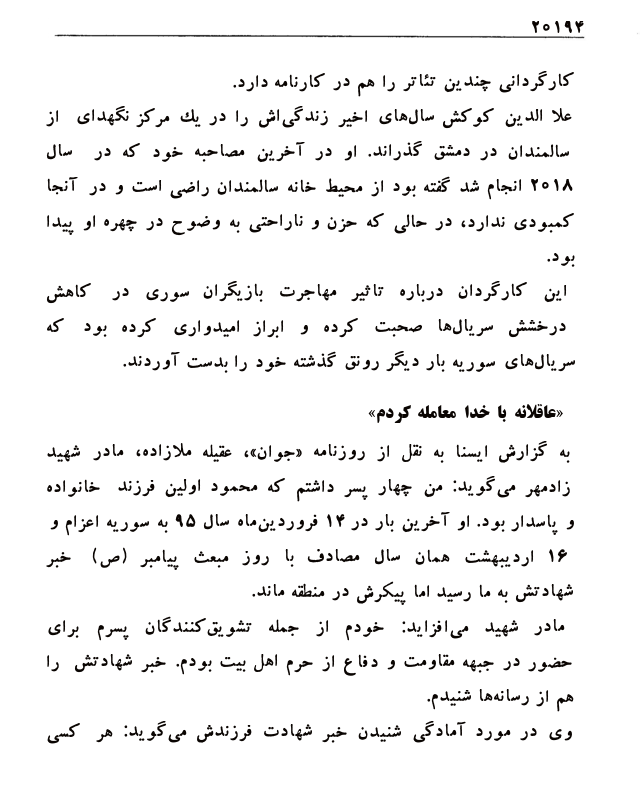 ۲۰۱۹۴
کارگردانی چندین تئاتر را هم در کارنامه دارد.
علا الدین کوکش سال‌های اخیر زندگی‌اش را در یك مرکز نگهدای از
سالمندان در دمشق گذراند. او در آخرین مصاحبه خود که در سال
۲۰۱۸ انجام شد گفته بود از محیط خانه سالمندان راضی است و در آنجا
کمبودی ندارد، در حالی که حزن و ناراحتی به وضوح در چهره او پیدا
بود.
این کارگردان درباره تاثیر مهاجرت بازیگران سوری در کاهش
درخشش سریال‌ها صحبت کرده و ابراز امیدواری کرده بود که
سریال‌های سوریه بار دیگر رونق گذشته خود را بدست آوردند.
«عاقلانه با خدا معامله کردم»
به گزارش ایسنا به نقل از روزنامه «جوان»، عقیله ملازاده، مادر شهید
زادمهر می‌گوید: من چهار پسر داشتم که محمود اولین فرزند خانواده
و پاسدار بود. او آخرین بار در ۱۴ فروردین‌ماه سال ۹۵ به سوریه اعزام و
۱۶ اردیبهشت همان سال مصادف با روز مبعث پیامبر (ص) خبر
شهادتش به ما رسید اما پیکرش در منطقه ماند.
مادر شهید می‌افزاید: خودم از جمله تشویق‌کنندگان پسرم برای
حضور در جبهه مقاومت و دفاع از حرم اهل بیت بودم. خبر شهادتش را
هم از رسانه‌ها شنیدم.
وی در مورد آمادگی شنیدن خبر شهادت فرزندش می‌گوید: هر کسی